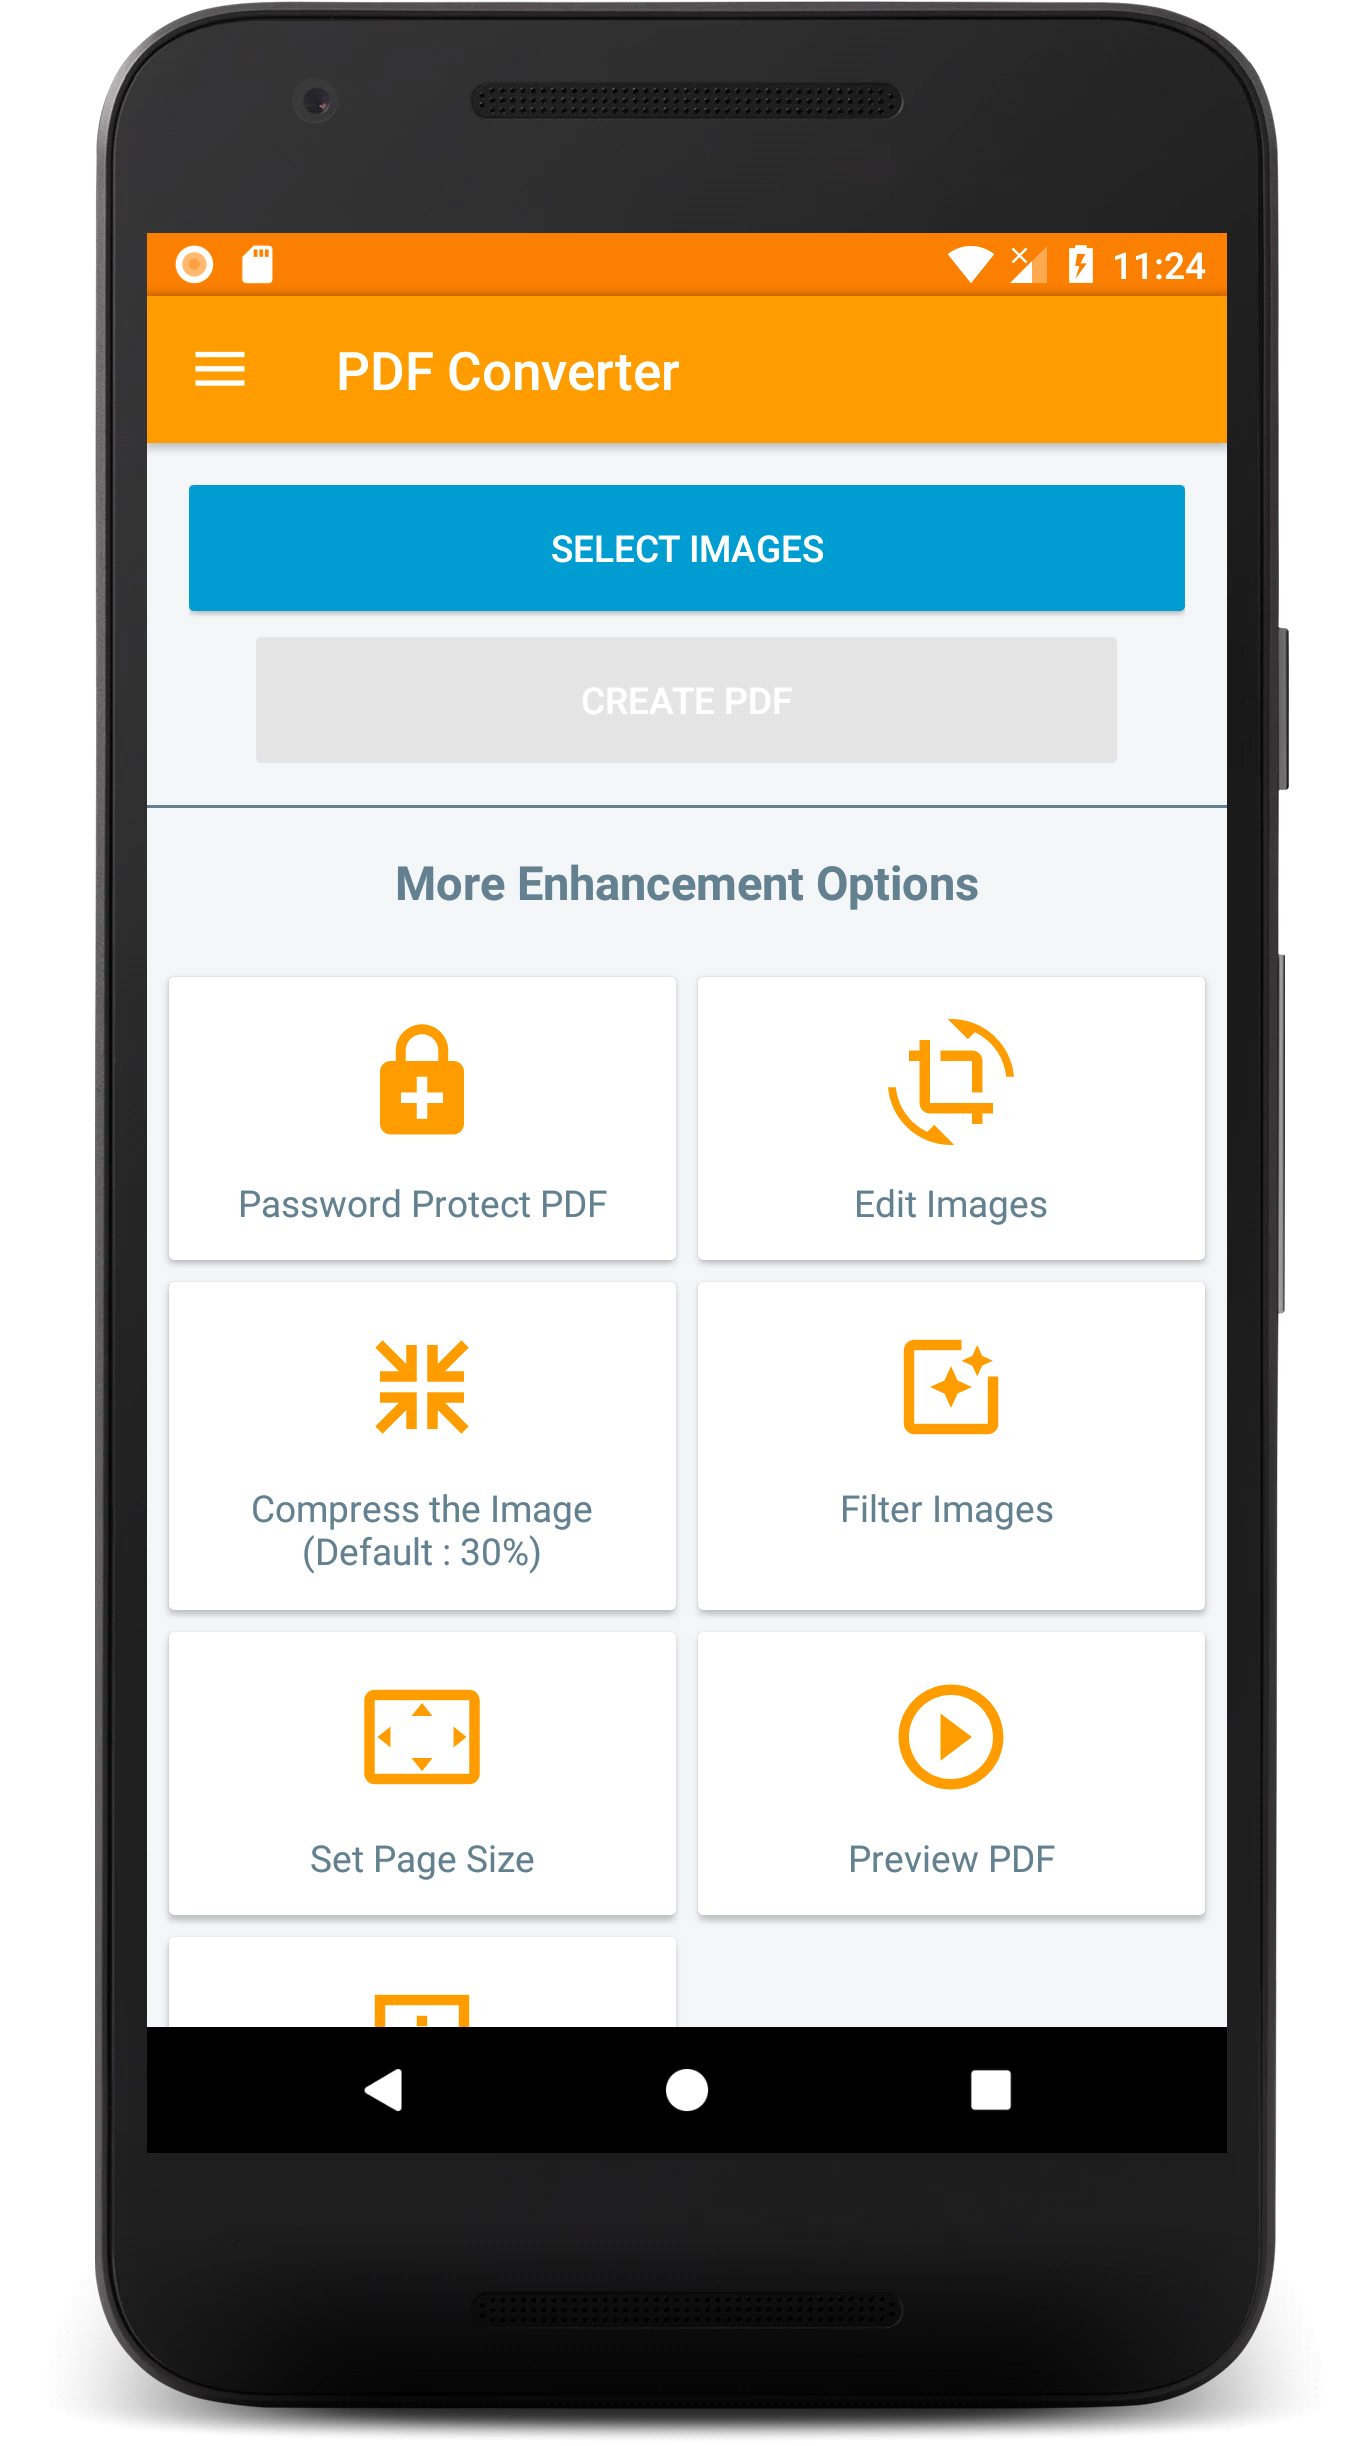 11:24
PDF Converter
SELECT IMAGES
CREATE PDF
More Enhancement Options
Password Protect PDF
Edit Images
Compress the Image
(Default : 30%)
Filter Images
Set Page Size
Preview PDF